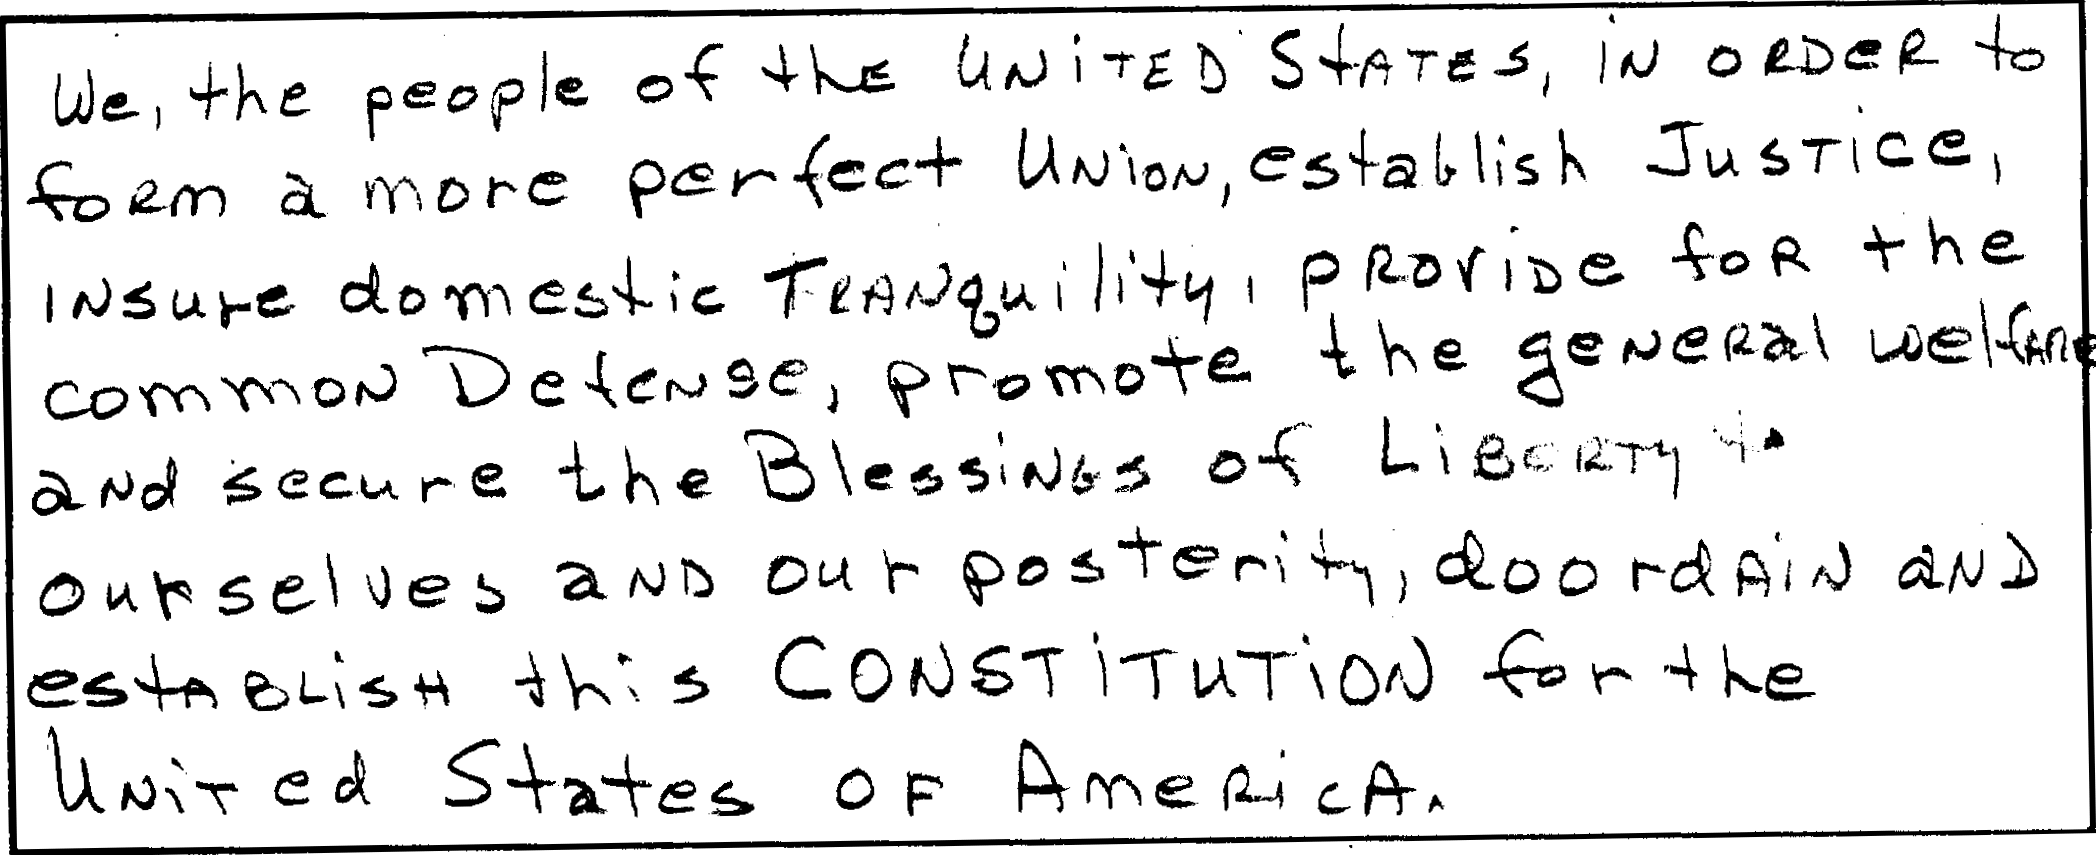 We, the people of the United States, in order to
form a more perfect Union, establish Justice,
insure domestic Tranquility, provide for the
common Defense, promote the general welfare
and secure the Blessings of Liberty to
ourselves and our posterity, do ordain and
establish this CONSTITUTION for the
United States of America.